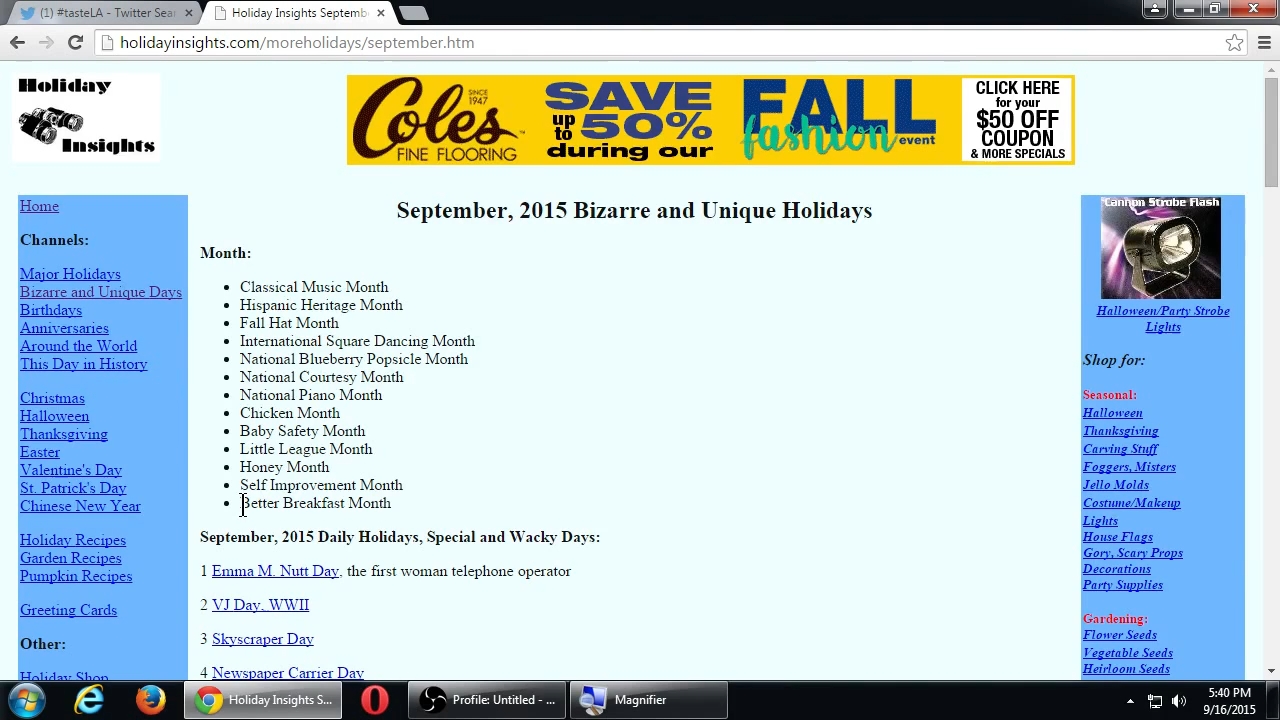 (1) #tasteLA - Twitter Sear
Holiday Insights Septemb
holidayinsights.com/moreholidays/september.htm
Holiday
Insights
Coles
SINCE
1947
FINE FLOORING
SAVE
up to 50%
during our
FALL
fashion
event
CLICK HERE
for your
$50 OFF
COUPON
& MORE SPECIALS
Home
Channels:
Major Holidays
Bizarre and Unique Days
Birthdays
Anniversaries
Around the World
This Day in History
Christmas
Halloween
Thanksgiving
Easter
Valentine's Day
St. Patrick's Day
Chinese New Year
Holiday Recipes
Garden Recipes
Pumpkin Recipes
Greeting Cards
Other:
Holiday Shop
September, 2015 Bizarre and Unique Holidays
Month:
Classical Music Month
Hispanic Heritage Month
Fall Hat Month
International Square Dancing Month
National Blueberry Popsicle Month
National Courtesy Month
National Piano Month
Chicken Month
Baby Safety Month
Little League Month
Honey Month
Self Improvement Month
Better Breakfast Month
September, 2015 Daily Holidays, Special and Wacky Days:
1 Emma M. Nutt Day, the first woman telephone operator
2 VJ Day, WWII
3 Skyscraper Day
4 Newspaper Carrier Day
Cannon Strobe Flash
Halloween/Party Strobe
Lights
Shop for:
Seasonal:
Halloween
Thanksgiving
Carving Stuff
Foggers, Misters
Jello Molds
Costume/Makeup
Lights
House Flags
Gory, Scary Props
Decorations
Party Supplies
Gardening:
Flower Seeds
Vegetable Seeds
Heirloom Seeds
Holiday Insights S...
Profile: Untitled - ...
Magnifier
5:40 PM
9/16/2015